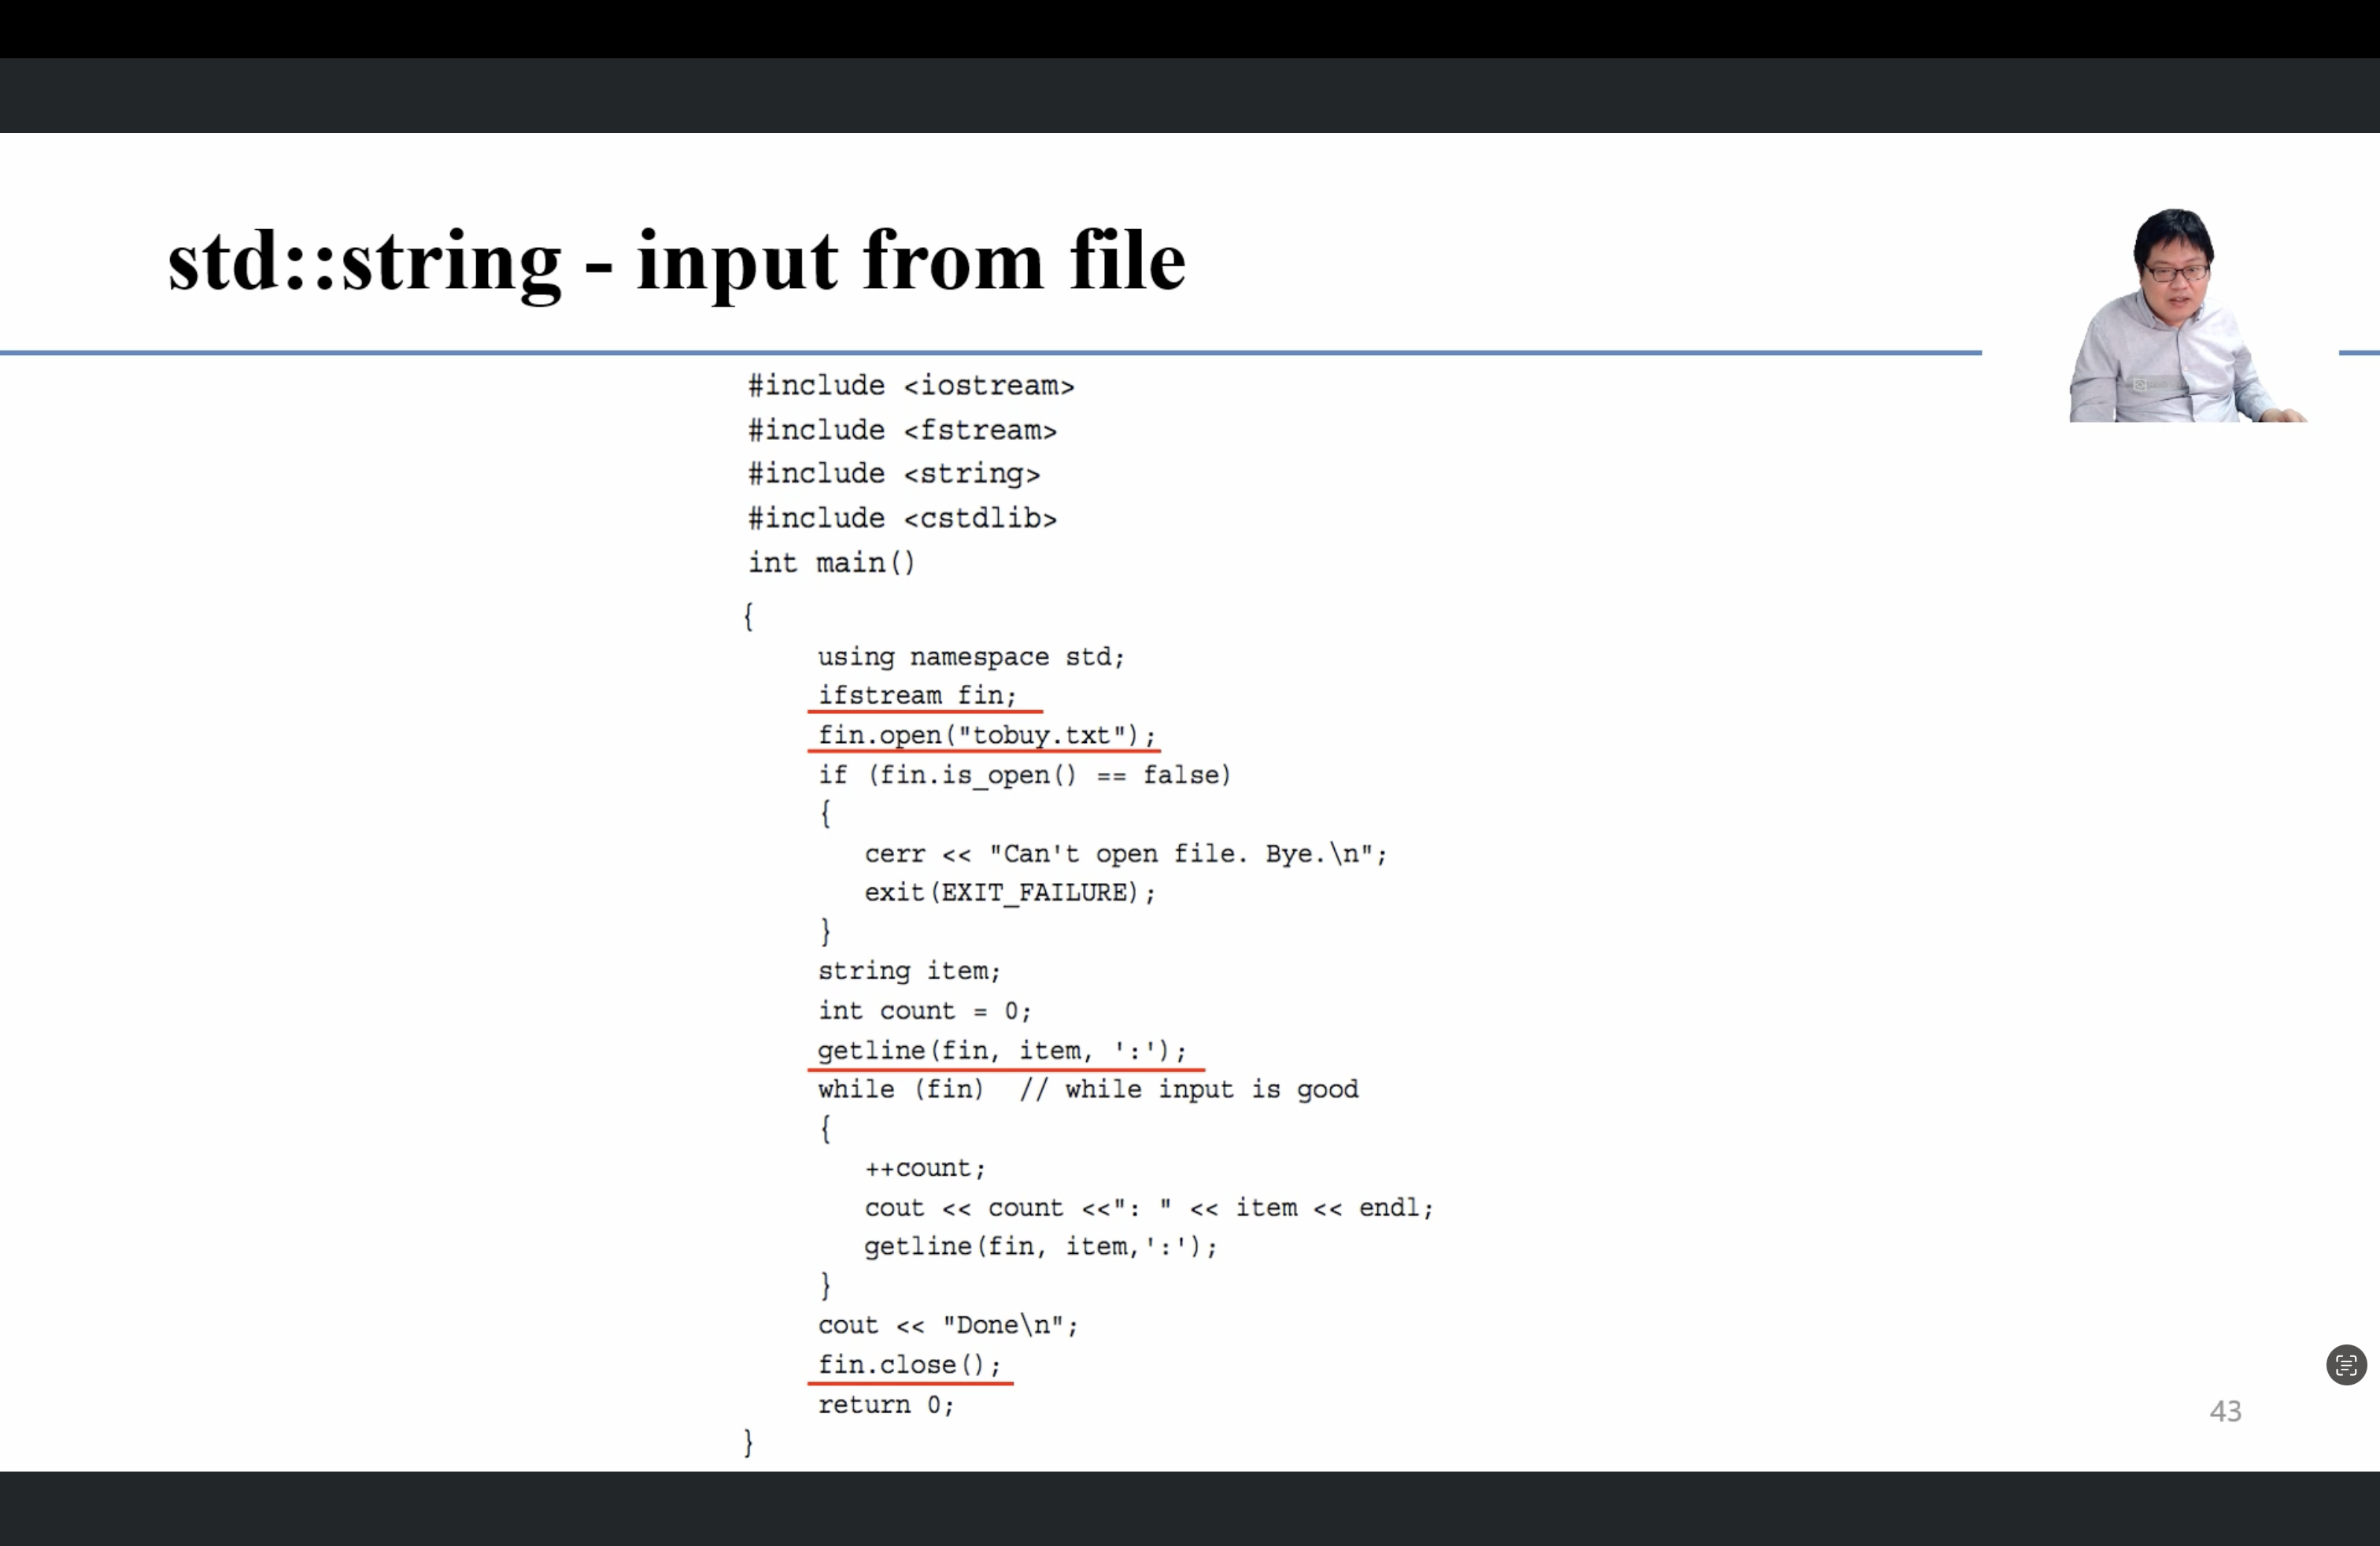 std::string - input from file
#include <iostream>
#include <fstream>
#include <string>
#include <cstdlib>
int main()
{
using namespace std;
ifstream fin;
fin.open("tobuy.txt");
if (fin.is_open() == false)
{
cerr << "Can't open file. Bye.\n";
exit(EXIT_FAILURE);
}
string item;
int count = 0;
getline(fin, item, ':');
while (fin)  // while input is good
{
++count;
cout << count <<": " << item << endl;
getline(fin, item,':');
}
cout << "Done\n";
fin.close();
return 0;
}
43